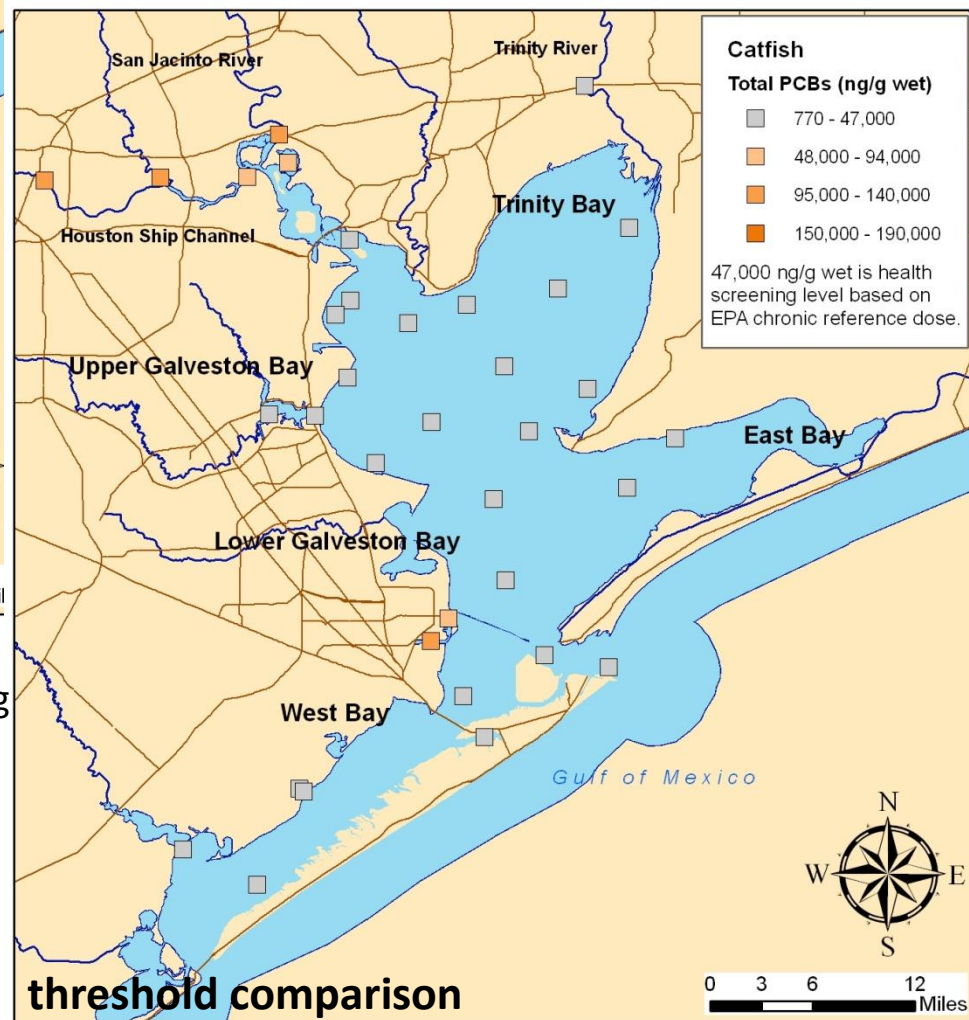 San Jacinto River
Trinity River
Catfish
Total PCBs (ng/g wet)
770 - 47,000
48,000 - 94,000
95,000 - 140,000
150,000 - 190,000
47,000 ng/g wet is health
screening level based on
EPA chronic reference dose.
Trinity Bay
Houston Ship Channel
Upper Galveston Bay
East Bay
Lower Galveston Bay
il
g
West Bay
Gulf of Mexico
N
W E
S
threshold comparison
0 3 6 12
Miles